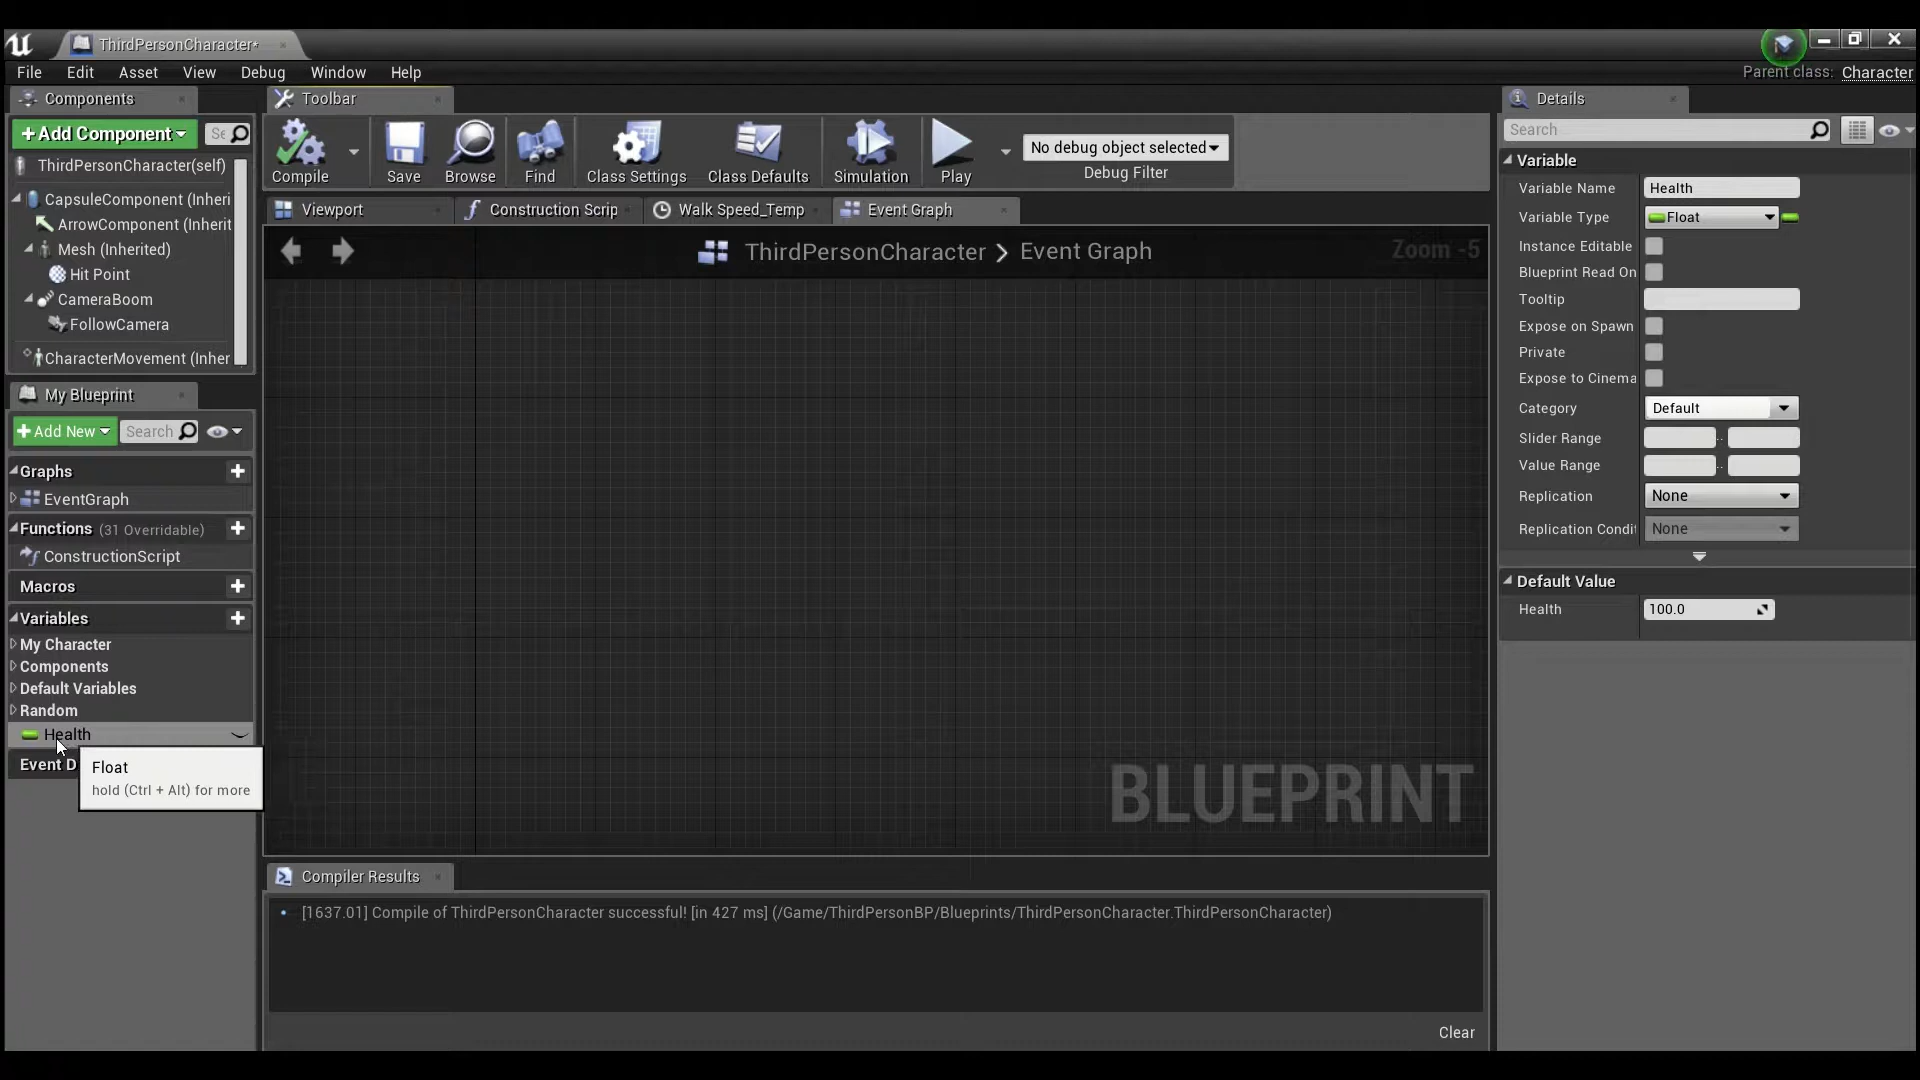 ThirdPersonCharacter*
File Edit Asset View Debug Window Help
Parent class: Character
Components
Toolbar
Details
+Add Component
Se
Compile
Save
Browse
Find
Class Settings
Class Defaults
Simulation
Play
No debug object selected
Debug Filter
Search
Variable
ThirdPersonCharacter(self)
CapsuleComponent (Inheri
ArrowComponent (Inherit
Mesh (Inherited)
Hit Point
CameraBoom
FollowCamera
CharacterMovement (Inher
Viewport
Construction Scrip
Walk Speed_Temp
Event Graph
ThirdPersonCharacter > Event Graph
Zoom -5
Variable Name Health
Variable Type Float
Instance Editable
Blueprint Read On
Tooltip
Expose on Spawn
Private
Expose to Cinema
Category Default
Slider Range ..
Value Range ..
Replication None
Replication Condit None
Default Value
Health 100.0
My Blueprint
+Add New
Search
Graphs +
EventGraph
Functions (31 Overridable) +
ConstructionScript
Macros +
Variables +
My Character
Components
Default Variables
Random
Health
Event D
Float
hold (Ctrl + Alt) for more
BLUEPRINT
Compiler Results
[1637.01] Compile of ThirdPersonCharacter successful! [in 427 ms] (/Game/ThirdPersonBP/Blueprints/ThirdPersonCharacter.ThirdPersonCharacter)
Clear